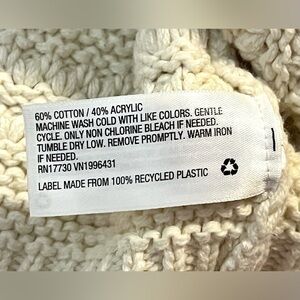 60% COTTON / 40% ACRYLIC
MACHINE WASH COLD WITH LIKE COLORS. GENTLE
CYCLE. ONLY NON CHLORINE BLEACH IF NEEDED.
TUMBLE DRY LOW. REMOVE PROMPTLY. WARM IRON
IF NEEDED.
RN17730 VN1996431
LABEL MADE FROM 100% RECYCLED PLASTIC